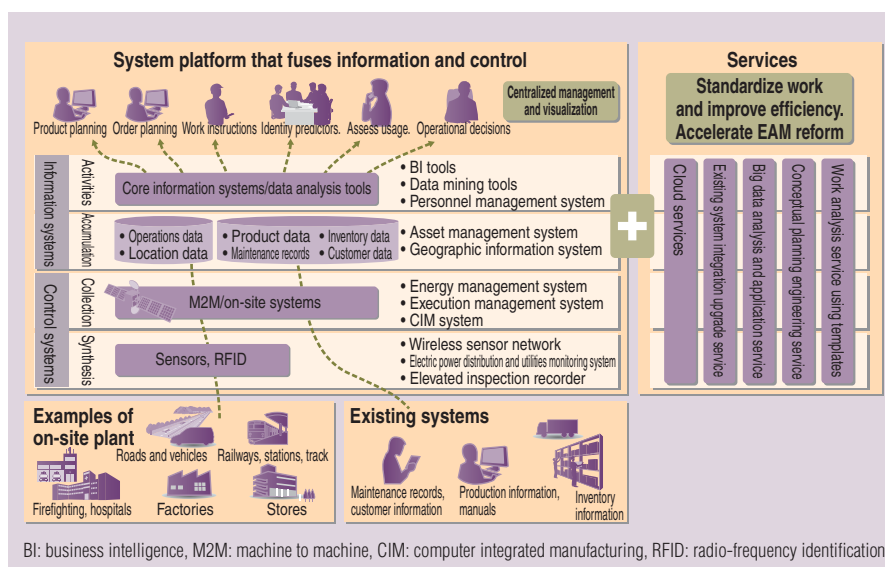 System platform that fuses information and control
Centralized management
and visualization
Product planning
Order planning
Work instructions
Identity predictors.
Assess usage.
Operational decisions
Information systems
Activities
Core information systems/data analysis tools
• BI tools
• Data mining tools
• Personnel management system
Accumulation
• Operations data
• Location data
• Product data
• Inventory data
• Maintenance records
• Customer data
• Asset management system
• Geographic information system
Control systems
Collection
M2M/on-site systems
• Energy management system
• Execution management system
• CIM system
Synthesis
Sensors, RFID
• Wireless sensor network
• Electric power distribution and utilities monitoring system
• Elevated inspection recorder
+
Services
Standardize work
and improve efficiency.
Accelerate EAM reform
Cloud services
Existing system integration upgrade service
Big data analysis and application service
Conceptual planning engineering service
Work analysis service using templates
Examples of
on-site plant
Roads and vehicles
Railways, stations, track
Firefighting, hospitals
Factories
Stores
Existing systems
Maintenance records,
customer information
Production information,
manuals
Inventory
information
BI: business intelligence, M2M: machine to machine, CIM: computer integrated manufacturing, RFID: radio-frequency identification